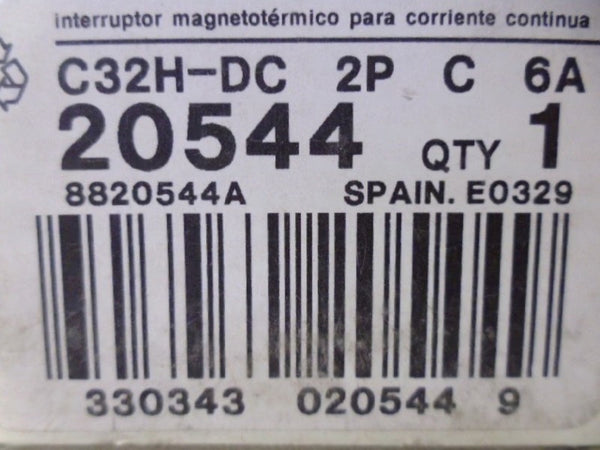 interruptor magnetotérmico para corriente continua
C32H-DC 2P C 6A
20544 QTY 1
8820544A SPAIN. E0329
330343 020544 9